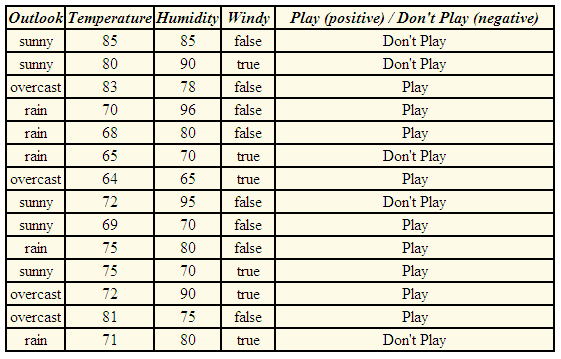 Outlook Temperature Humidity Windy Play (positive) / Don't Play (negative)
sunny 85 85 false Don't Play
sunny 80 90 true Don't Play
overcast 83 78 false Play
rain 70 96 false Play
rain 68 80 false Play
rain 65 70 true Don't Play
overcast 64 65 true Play
sunny 72 95 false Don't Play
sunny 69 70 false Play
rain 75 80 false Play
sunny 75 70 true Play
overcast 72 90 true Play
overcast 81 75 false Play
rain 71 80 true Don't Play